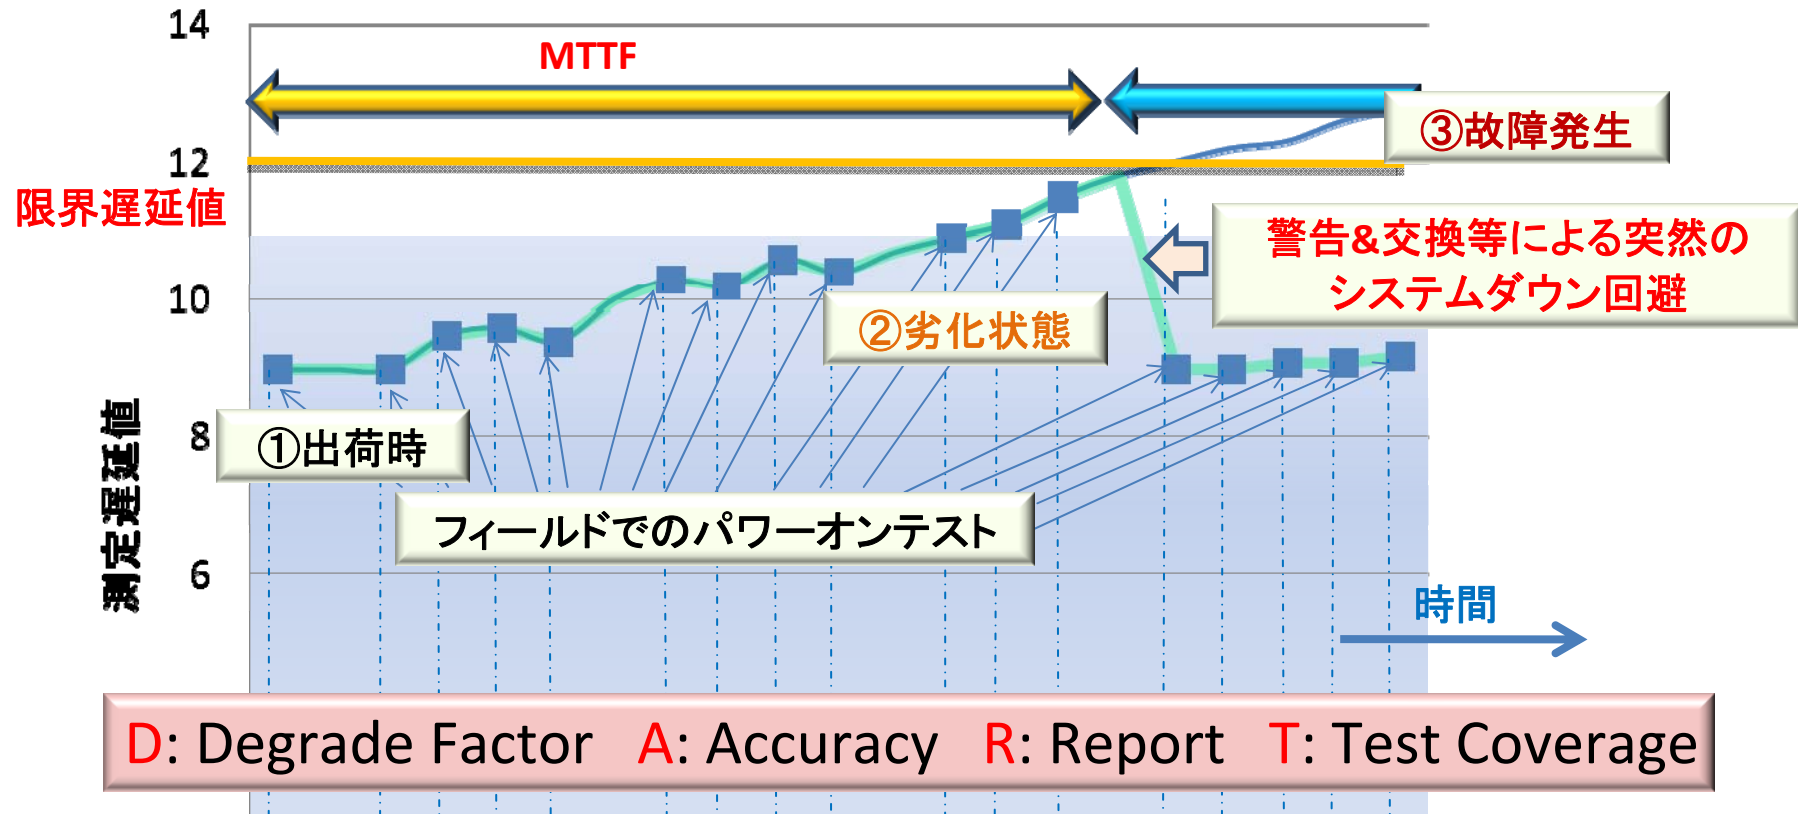 14
MTTF
③故障発生
12
限界遅延値
警告&交換等による突然の
システムダウン回避
10
②劣化状態
測定遅延値
8
①出荷時
フィールドでのパワーオンテスト
6
時間
D: Degrade Factor A: Accuracy R: Report T: Test Coverage